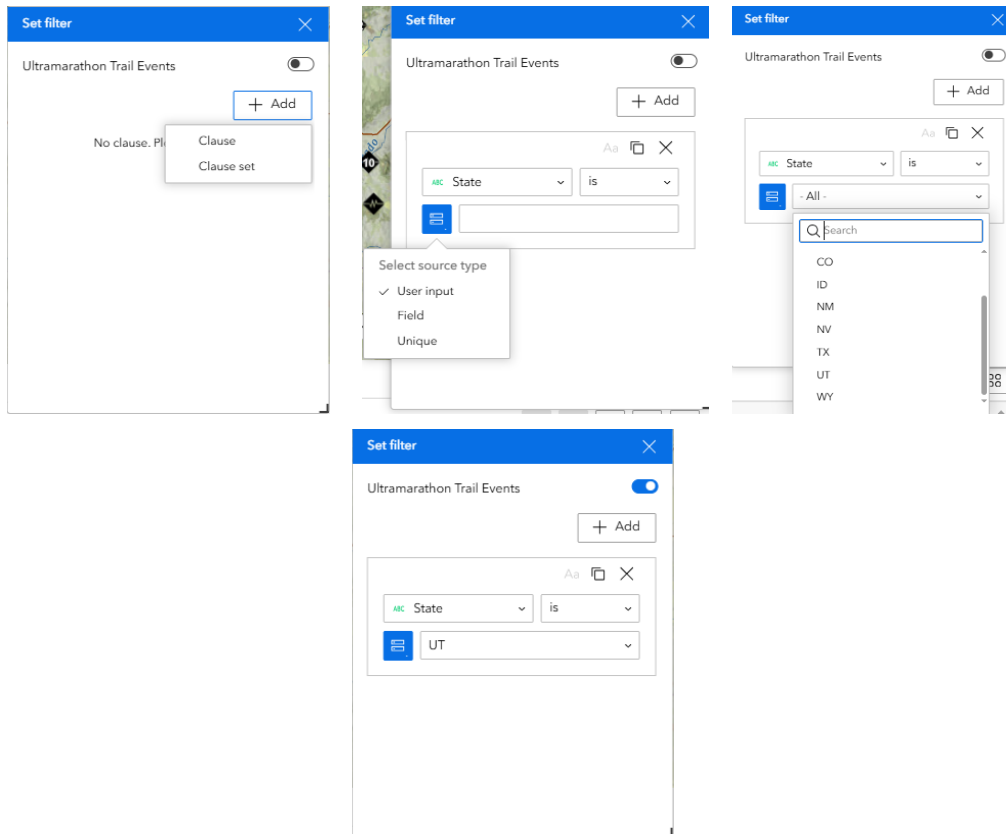 Set filter
Ultramarathon Trail Events
+ Add
No clause. Pl
Clause
Clause set
Set filter
Ultramarathon Trail Events
+ Add
Aa
ABC State
is
Select source type
User input
Field
Unique
10
Set filter
Ultramarathon Trail Events
+ Add
Aa
ABC State
is
- All -
Search
CO
ID
NM
NV
TX
UT
WY
Set filter
Ultramarathon Trail Events
+ Add
Aa
ABC State
is
UT